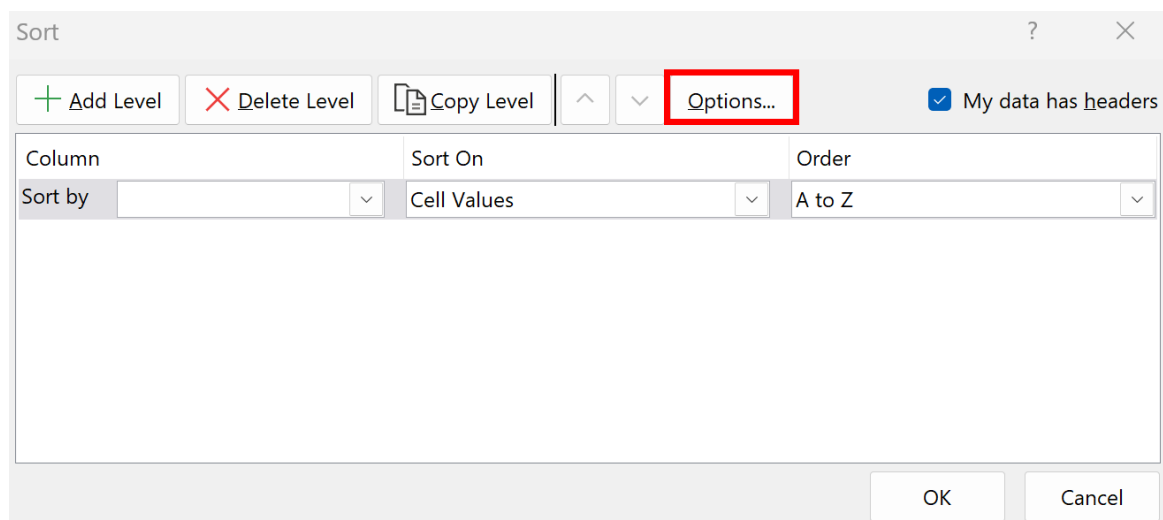 Sort ?
Add Level Delete Level Copy Level Options... My data has headers
Column Sort On Order
Sort by Cell Values A to Z
OK Cancel